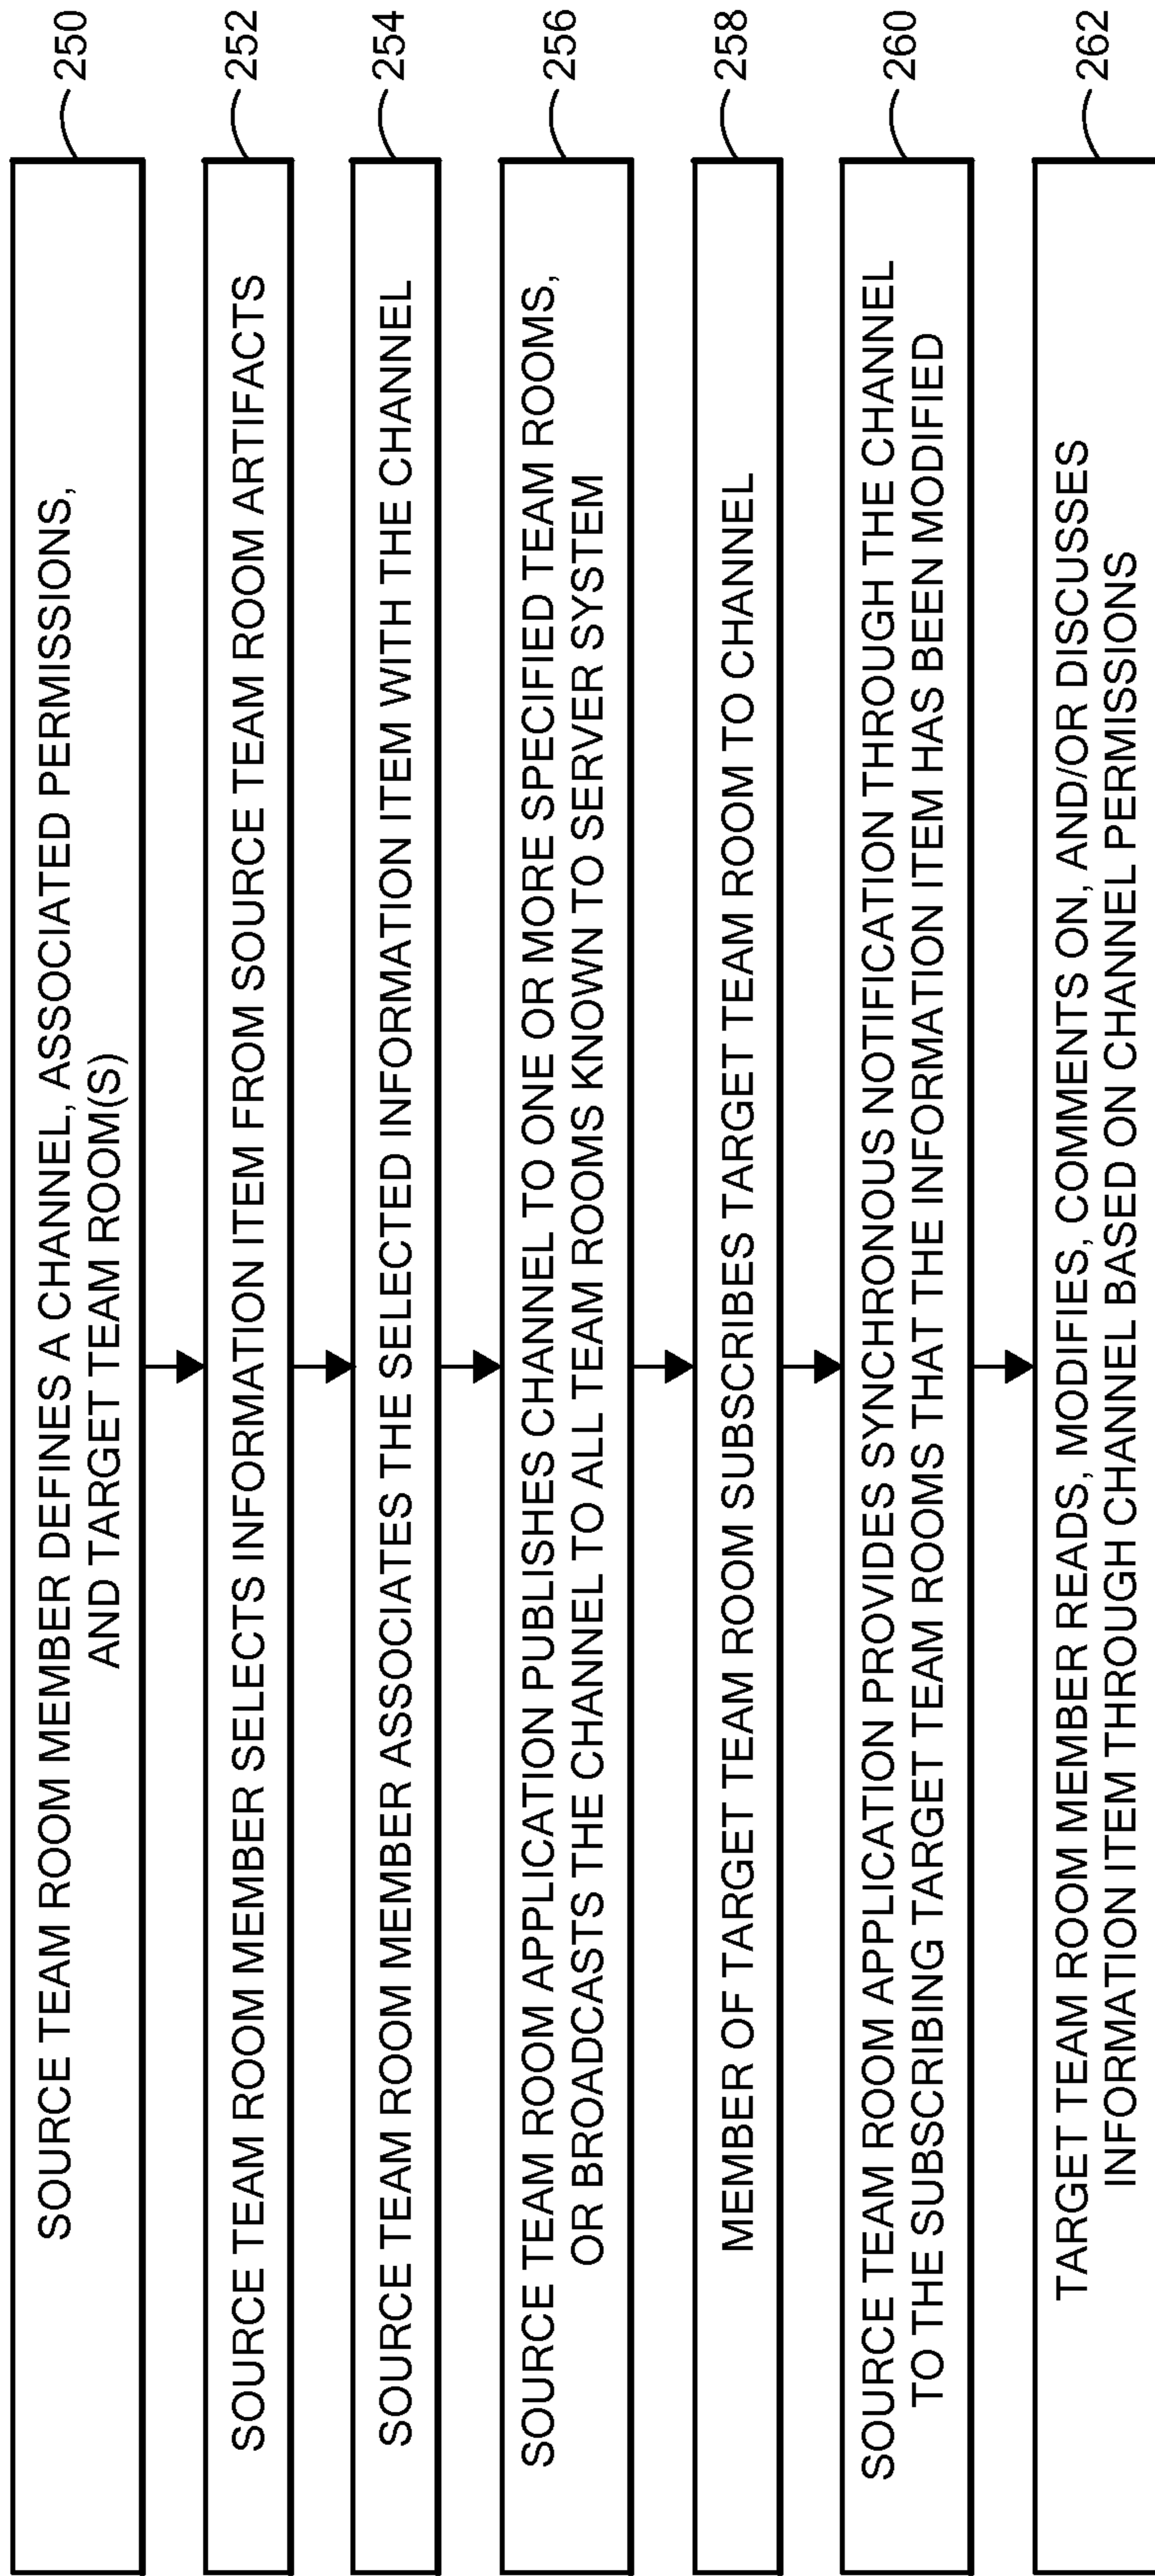 SOURCE TEAM ROOM MEMBER DEFINES A CHANNEL, ASSOCIATED PERMISSIONS,
AND TARGET TEAM ROOM(S)
250
SOURCE TEAM ROOM MEMBER SELECTS INFORMATION ITEM FROM SOURCE TEAM ROOM ARTIFACTS
252
SOURCE TEAM ROOM MEMBER ASSOCIATES THE SELECTED INFORMATION ITEM WITH THE CHANNEL
254
SOURCE TEAM ROOM APPLICATION PUBLISHES CHANNEL TO ONE OR MORE SPECIFIED TEAM ROOMS,
OR BROADCASTS THE CHANNEL TO ALL TEAM ROOMS KNOWN TO SERVER SYSTEM
256
MEMBER OF TARGET TEAM ROOM SUBSCRIBES TARGET TEAM ROOM TO CHANNEL
258
SOURCE TEAM ROOM APPLICATION PROVIDES SYNCHRONOUS NOTIFICATION THROUGH THE CHANNEL
TO THE SUBSCRIBING TARGET TEAM ROOMS THAT THE INFORMATION ITEM HAS BEEN MODIFIED
260
TARGET TEAM ROOM MEMBER READS, MODIFIES, COMMENTS ON, AND/OR DISCUSSES
INFORMATION ITEM THROUGH CHANNEL BASED ON CHANNEL PERMISSIONS
262